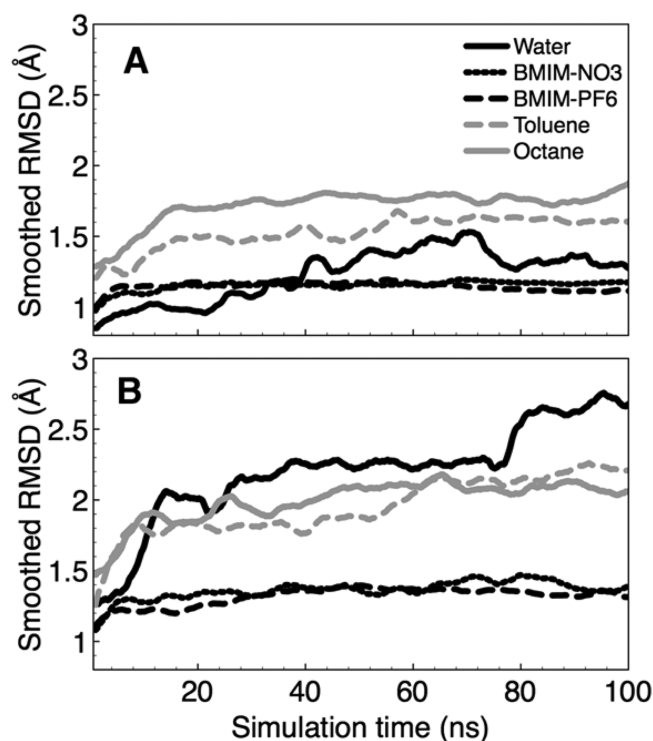 3
A
Water
BMIM-NO3
2.5
BMIM-PF6
Toluene
2
Octane
Smoothed RMSD (Å)
1.5
1
3
B
2.5
2
Smoothed RMSD (Å)
1.5
1
20 40 60 80 100
Simulation time (ns)